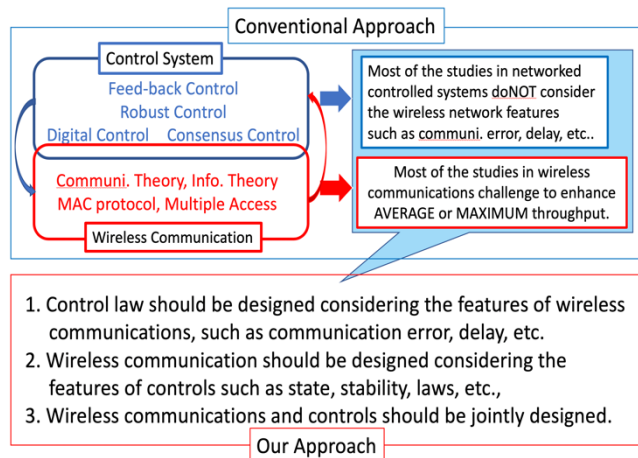 Conventional Approach
Control System
Feed-back Control
Robust Control
Digital Control Consensus Control
Communi. Theory, Info. Theory
MAC protocol, Multiple Access
Wireless Communication
Most of the studies in networked
controlled systems doNOT consider
the wireless network features
such as communi. error, delay, etc..
Most of the studies in wireless
communications challenge to enhance
AVERAGE or MAXIMUM throughput.
1. Control law should be designed considering the features of wireless
communications, such as communication error, delay, etc.
2. Wireless communication should be designed considering the
features of controls such as state, stability, laws, etc.,
3. Wireless communications and controls should be jointly designed.
Our Approach